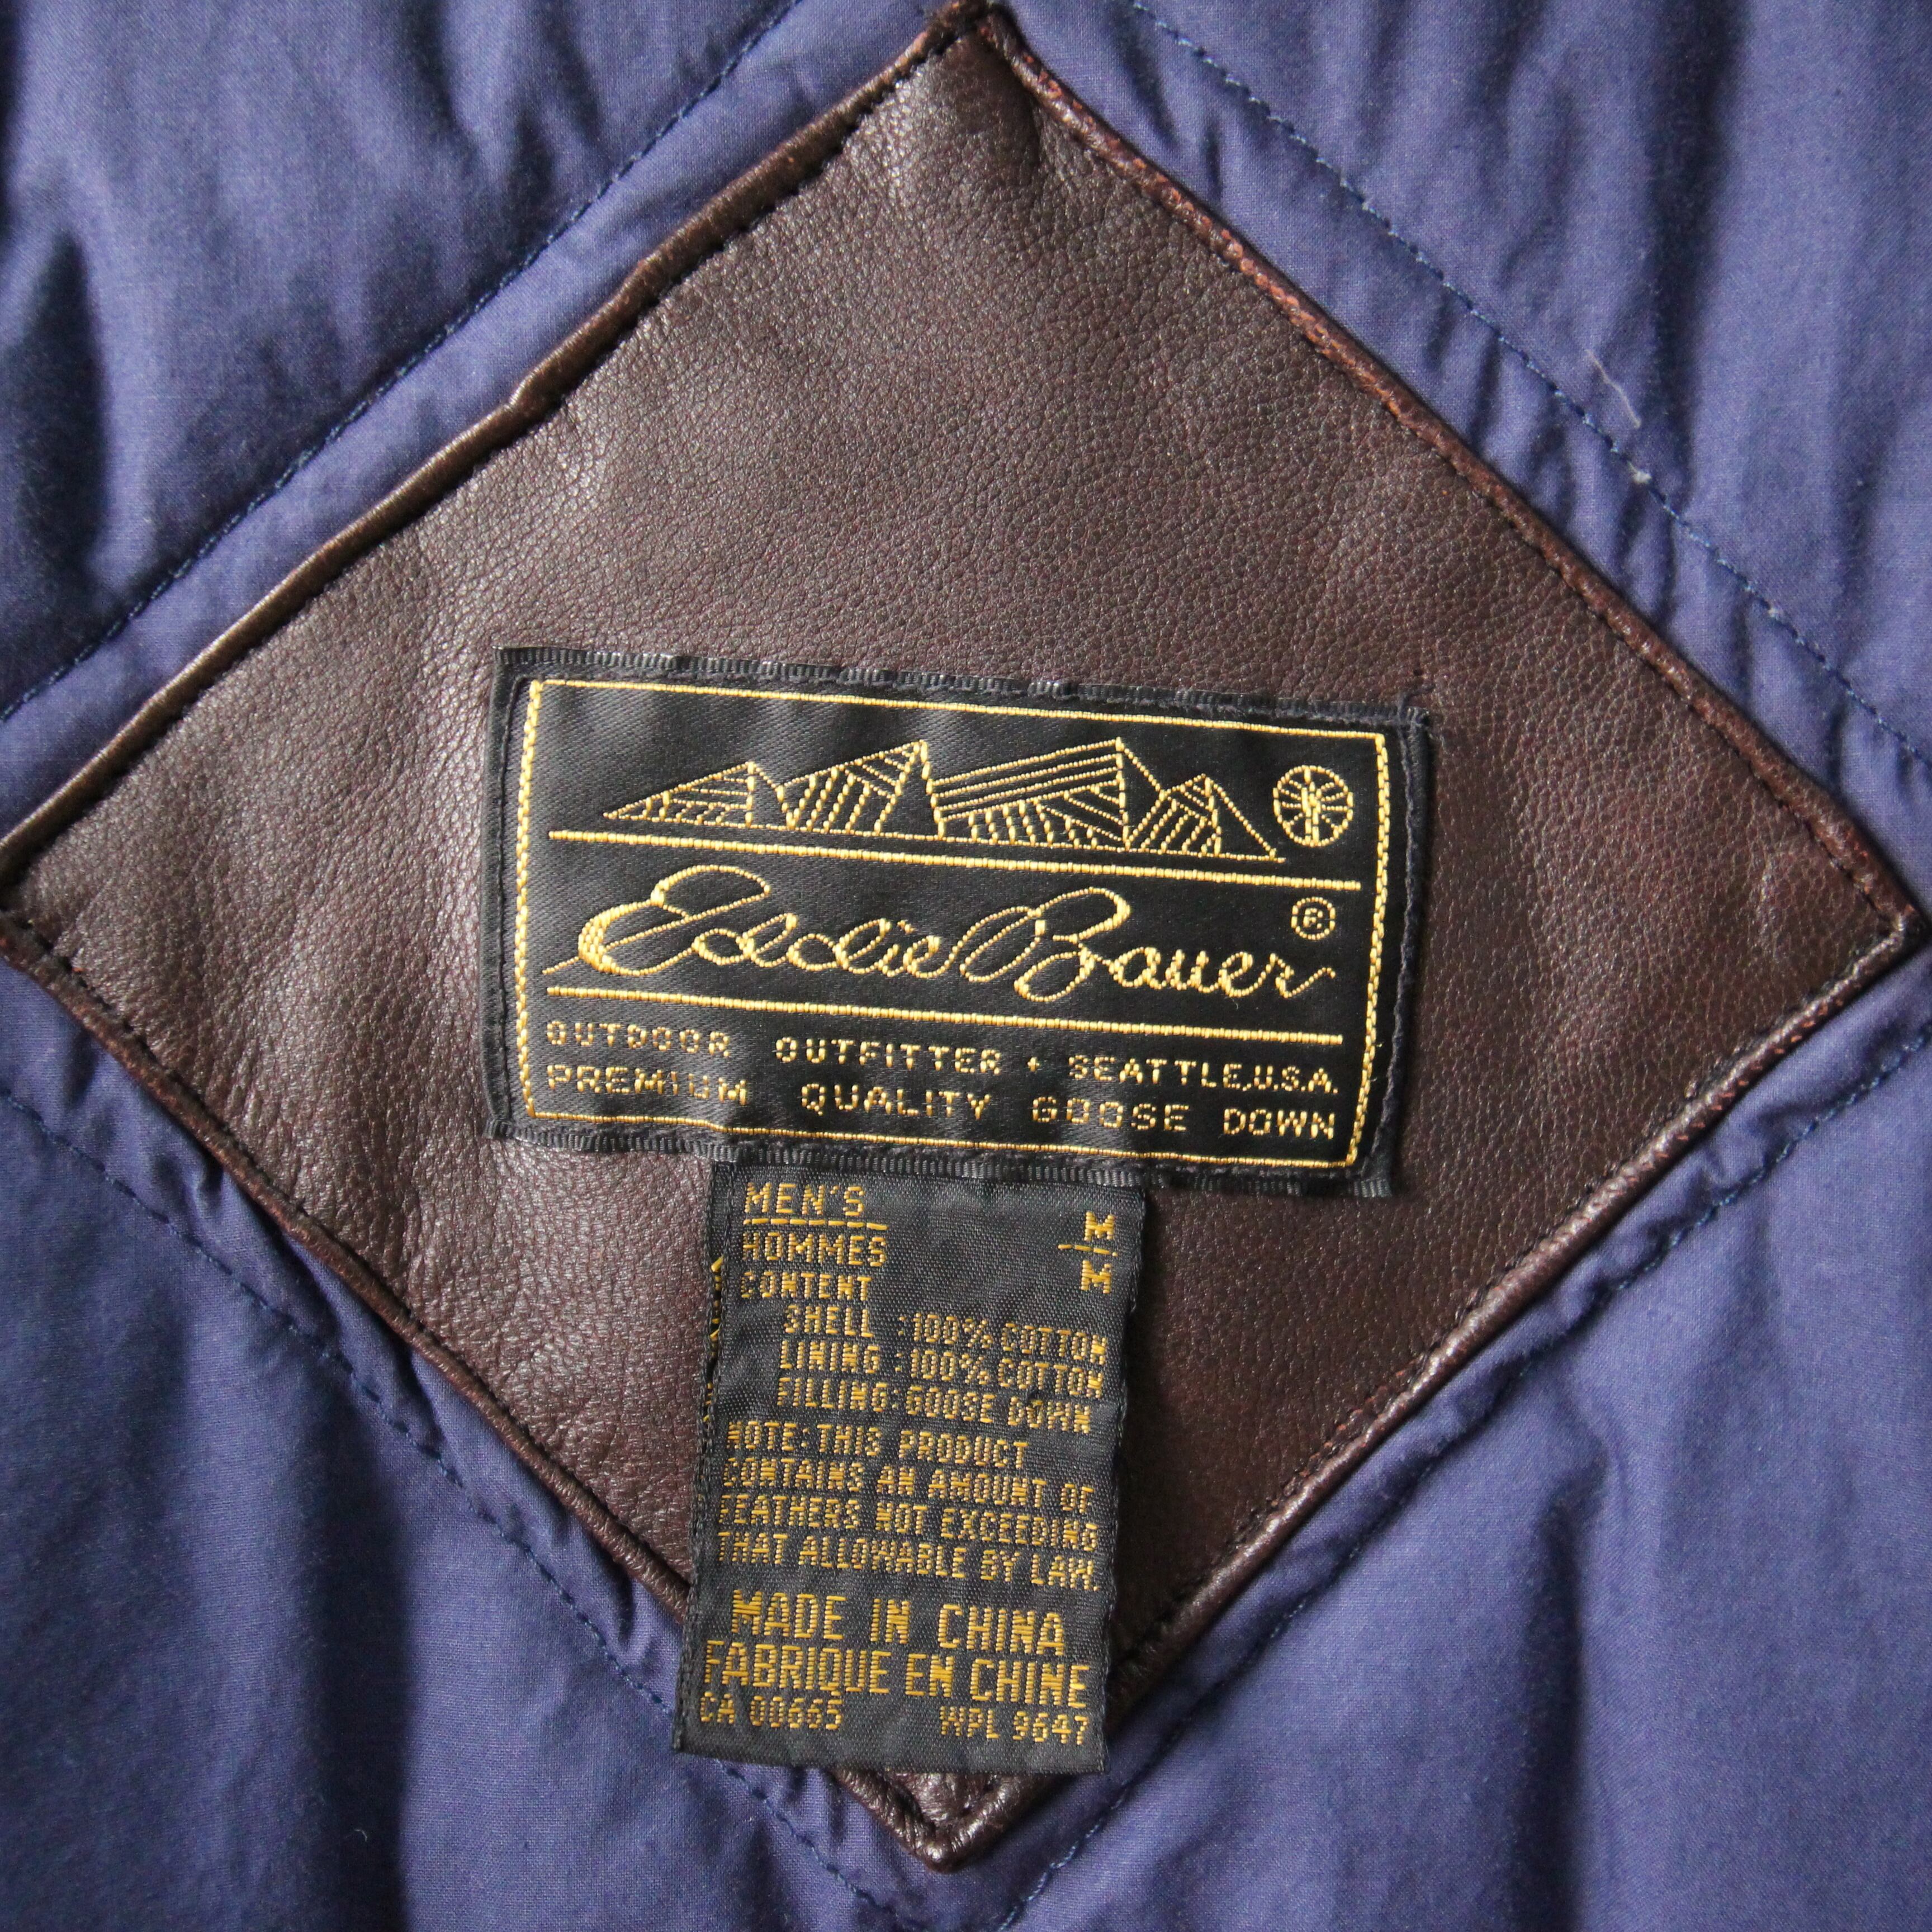 Eddie Bauer ®
OUTDOOR OUTFITTER • SEATTLE, U.S.A.
PREMIUM QUALITY GOOSE DOWN
MEN'S M
HOMMES M
CONTENT
SHELL :100% COTTON
LINING :100% COTTON
FILLING: GOOSE DOWN
NOTE: THIS PRODUCT
CONTAINS AN AMOUNT OF
FEATHERS NOT EXCEEDING
THAT ALLOWABLE BY LAW.
MADE IN CHINA
FABRIQUE EN CHINE
CA 00665 WPL 9647